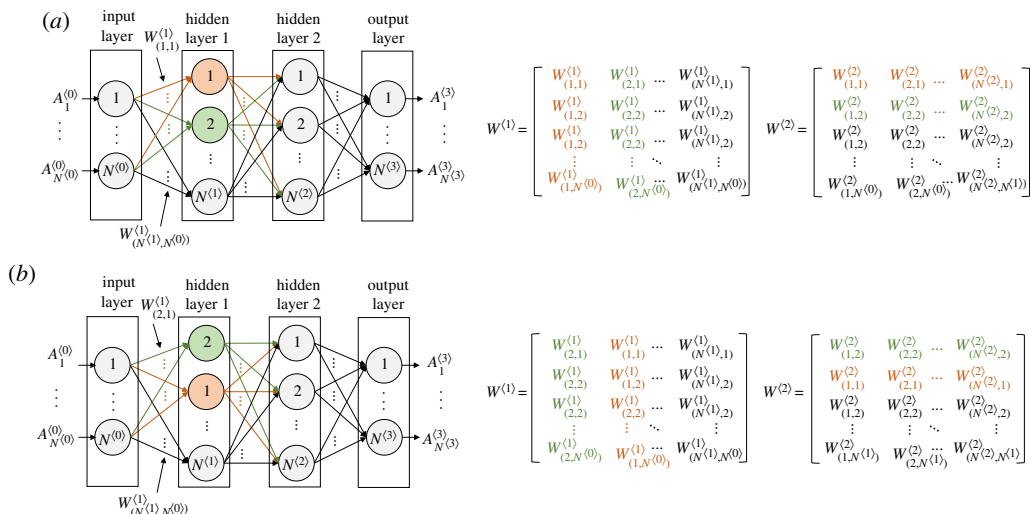 (a)
input layer
hidden layer 1
hidden layer 2
output layer
W^{⟨1⟩}_{(1,1)}
A_1^{⟨0⟩} 1 1 1 1 A_1^{⟨3⟩}
2 2
A^{⟨0⟩}_{N^{⟨0⟩}} N^{⟨0⟩} N^{⟨3⟩} A^{⟨3⟩}_{N^{⟨3⟩}}
N^{⟨1⟩} N^{⟨2⟩}
W^{⟨1⟩}_{(N^{⟨1⟩},N^{⟨0⟩})}
W^{⟨1⟩} =
W^{⟨1⟩}_{(1,1)} W^{⟨1⟩}_{(2,1)} ... W^{⟨1⟩}_{(N^{⟨1⟩},1)}
W^{⟨1⟩}_{(1,2)} W^{⟨1⟩}_{(2,2)} ... W^{⟨1⟩}_{(N^{⟨1⟩},2)}
W^{⟨1⟩}_{(1,2)} W^{⟨1⟩}_{(2,2)} ... W^{⟨1⟩}_{(N^{⟨1⟩},2)}
⋮ ⋮ ⋱ ⋮
W^{⟨1⟩}_{(1,N^{⟨0⟩})} W^{⟨1⟩}_{(2,N^{⟨0⟩})} ... W^{⟨1⟩}_{(N^{⟨1⟩},N^{⟨0⟩})}
W^{⟨2⟩} =
W^{⟨2⟩}_{(1,1)} W^{⟨2⟩}_{(2,1)} ... W^{⟨2⟩}_{(N^{⟨2⟩},1)}
W^{⟨2⟩}_{(1,2)} W^{⟨2⟩}_{(2,2)} ... W^{⟨2⟩}_{(N^{⟨2⟩},2)}
W^{⟨2⟩}_{(1,2)} W^{⟨2⟩}_{(2,2)} ... W^{⟨2⟩}_{(N^{⟨2⟩},2)}
⋮ ⋮ ⋱ ⋮
W^{⟨2⟩}_{(1,N^{⟨0⟩})} W^{⟨2⟩}_{(2,N^{⟨0⟩})} ... W^{⟨2⟩}_{(N^{⟨2⟩},N^{⟨1⟩})}
(b)
input layer
hidden layer 1
hidden layer 2
output layer
W^{⟨1⟩}_{(2,1)}
A_1^{⟨0⟩} 1 2 1 1 A_1^{⟨3⟩}
1 2
A^{⟨0⟩}_{N^{⟨0⟩}} N^{⟨0⟩} N^{⟨3⟩} A^{⟨3⟩}_{N^{⟨3⟩}}
N^{⟨1⟩} N^{⟨2⟩}
W^{⟨1⟩}_{(N^{⟨1⟩},N^{⟨0⟩})}
W^{⟨1⟩} =
W^{⟨1⟩}_{(2,1)} W^{⟨1⟩}_{(1,1)} ... W^{⟨1⟩}_{(N^{⟨1⟩},1)}
W^{⟨1⟩}_{(2,2)} W^{⟨1⟩}_{(1,2)} ... W^{⟨1⟩}_{(N^{⟨1⟩},2)}
W^{⟨1⟩}_{(2,2)} W^{⟨1⟩}_{(1,2)} ... W^{⟨1⟩}_{(N^{⟨1⟩},2)}
⋮ ⋮ ⋱ ⋮
W^{⟨1⟩}_{(2,N^{⟨0⟩})} W^{⟨1⟩}_{(1,N^{⟨0⟩})} ... W^{⟨1⟩}_{(N^{⟨1⟩},N^{⟨0⟩})}
W^{⟨2⟩} =
W^{⟨2⟩}_{(1,2)} W^{⟨2⟩}_{(2,2)} ... W^{⟨2⟩}_{(N^{⟨2⟩},2)}
W^{⟨2⟩}_{(1,1)} W^{⟨2⟩}_{(2,1)} ... W^{⟨2⟩}_{(N^{⟨2⟩},1)}
W^{⟨2⟩}_{(1,2)} W^{⟨2⟩}_{(2,2)} ... W^{⟨2⟩}_{(N^{⟨2⟩},2)}
⋮ ⋮ ⋱ ⋮
W^{⟨2⟩}_{(1,N^{⟨1⟩})} W^{⟨2⟩}_{(2,N^{⟨1⟩})} ... W^{⟨2⟩}_{(N^{⟨2⟩},N^{⟨1⟩})}